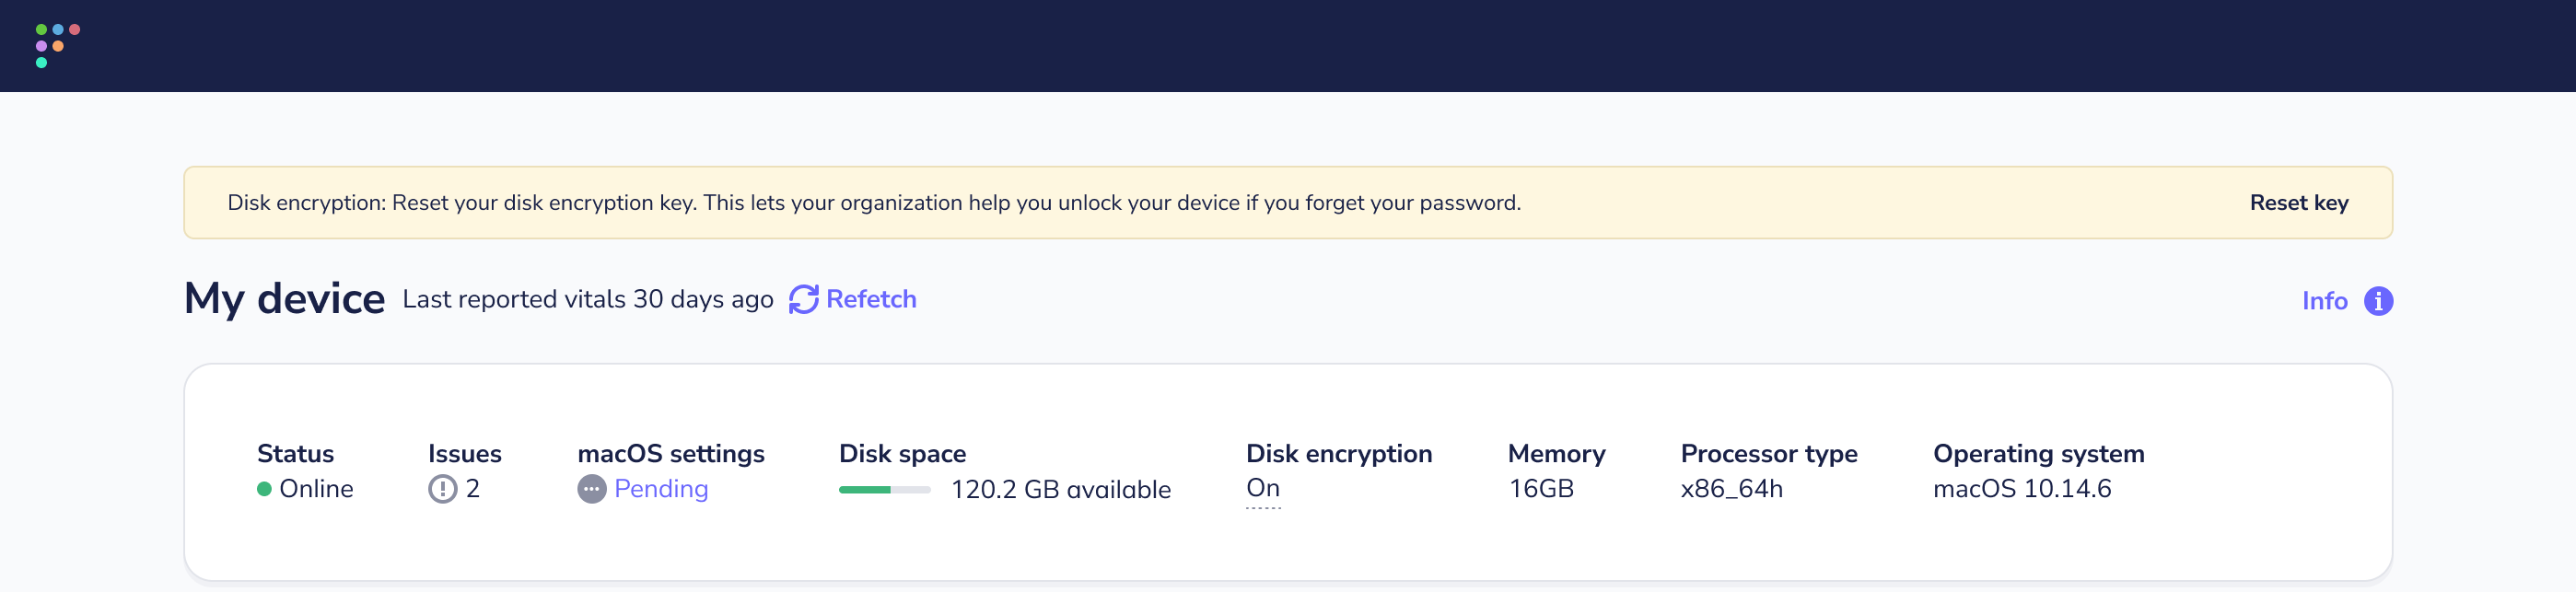 Disk encryption: Reset your disk encryption key. This lets your organization help you unlock your device if you forget your password. Reset key
My device Last reported vitals 30 days ago Refetch Info
Status Issues macOS settings Disk space Disk encryption Memory Processor type Operating system
Online 2 Pending 120.2 GB available On 16GB x86_64h macOS 10.14.6